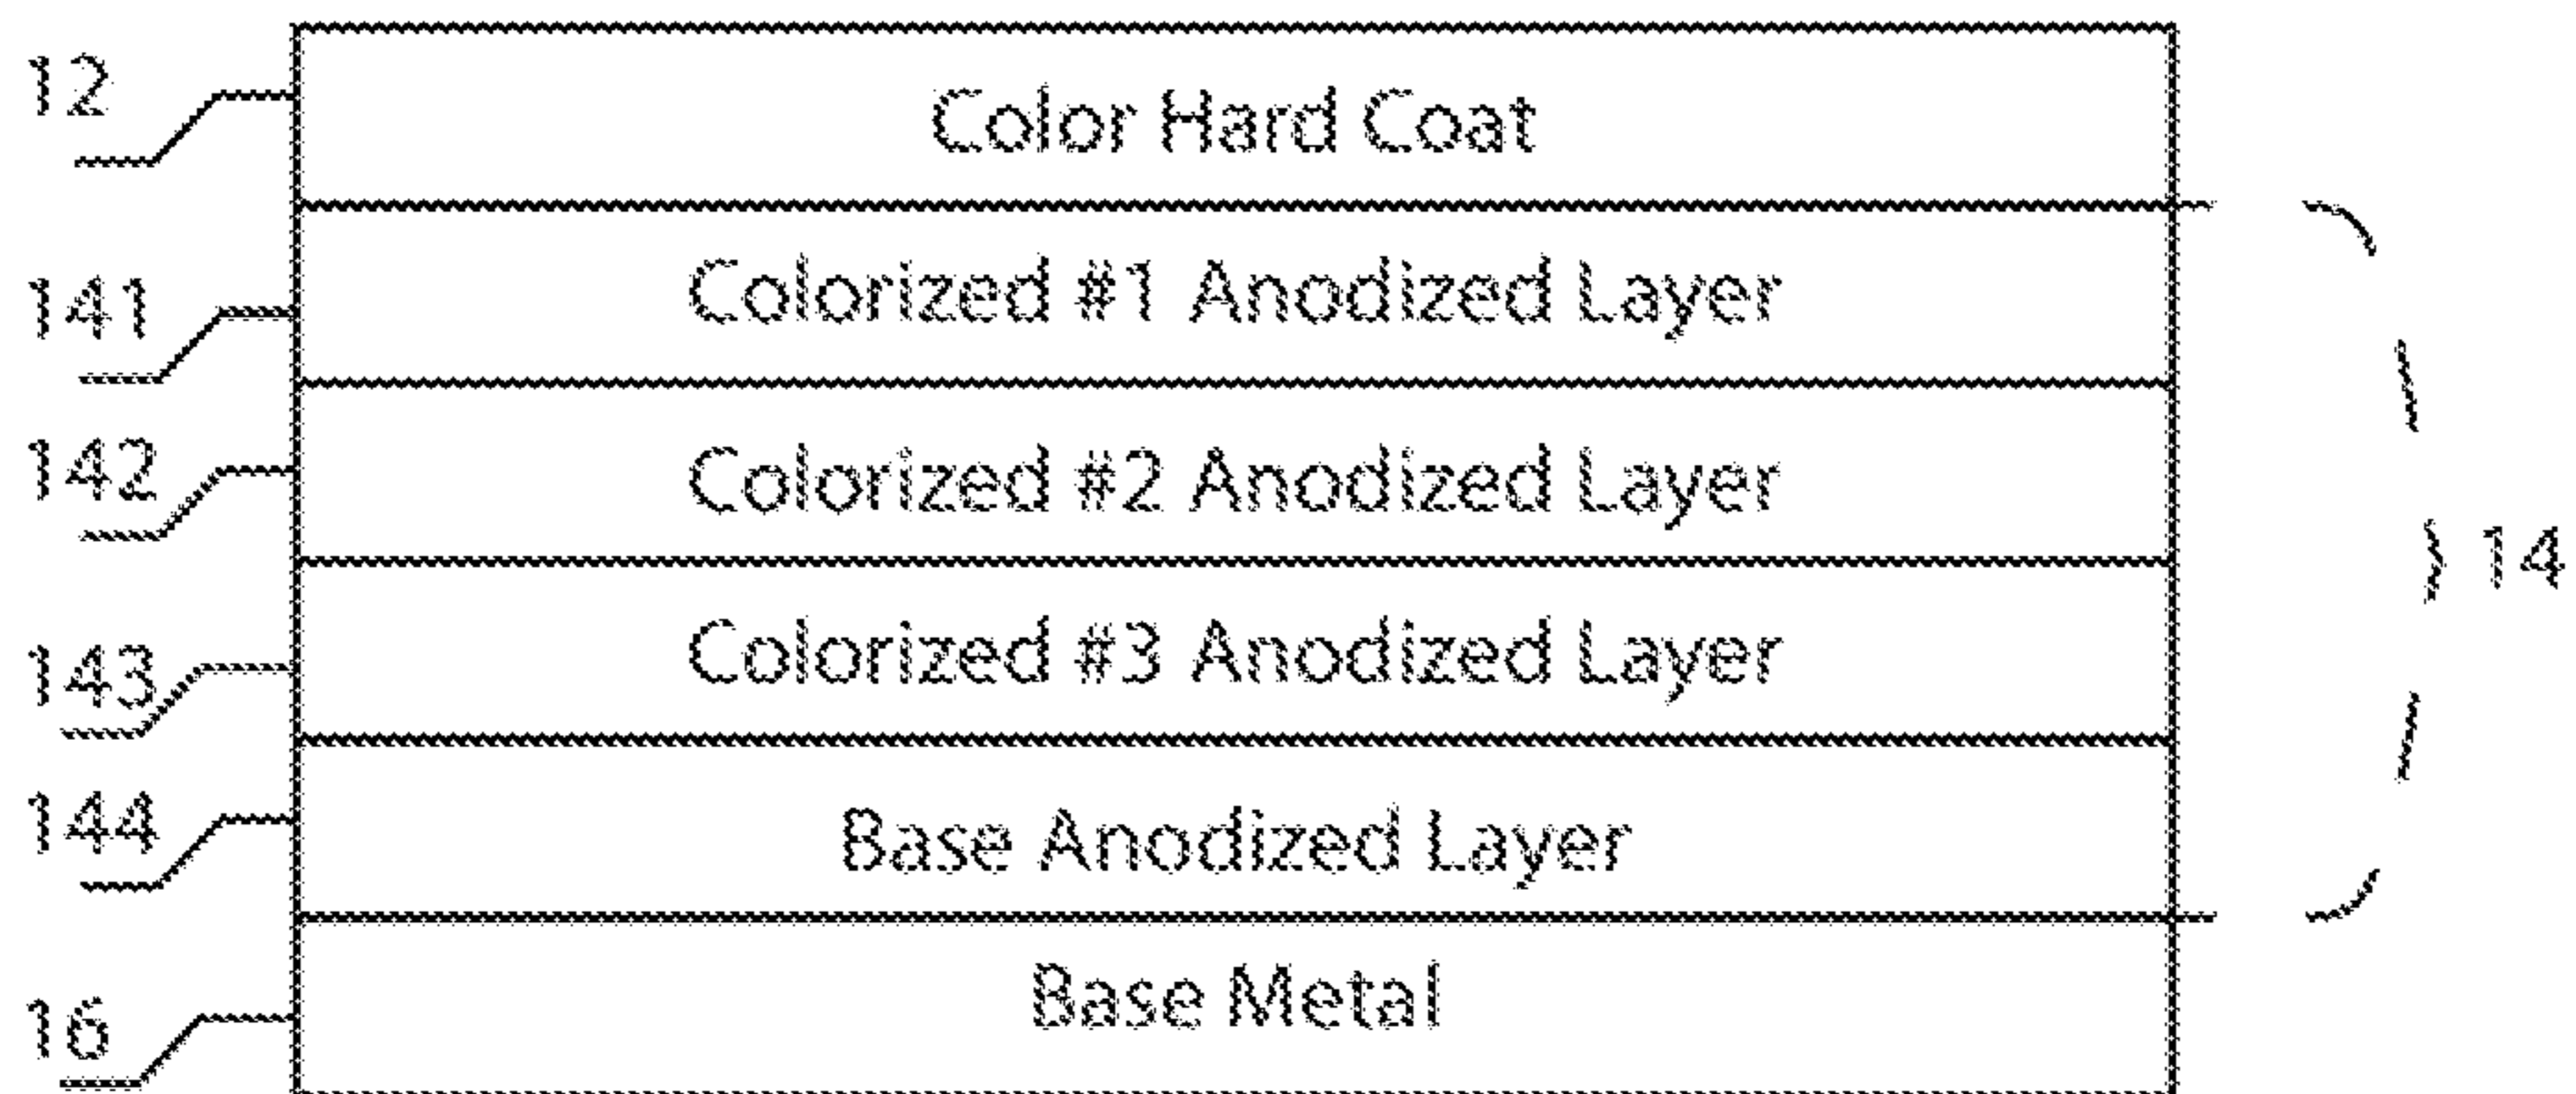 12
Color Hard Coat
141
Colorized #1 Anodized Layer
142
Colorized #2 Anodized Layer
14
143
Colorized #3 Anodized Layer
144
Base Anodized Layer
16
Base Metal